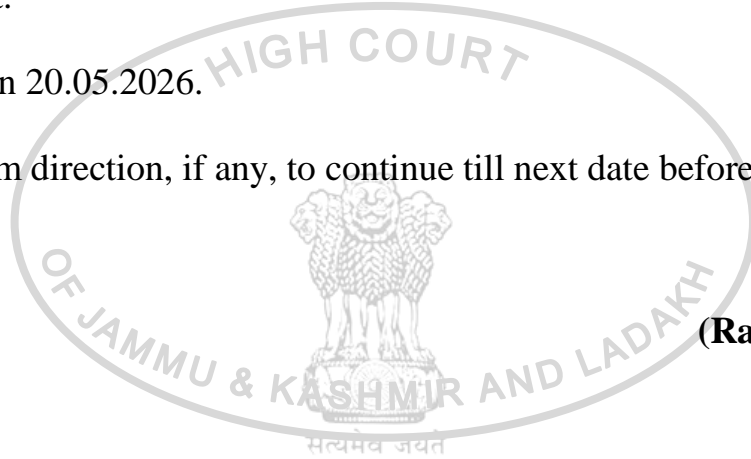 n 20.05.2026.
m direction, if any, to continue till next date before
(Ra
HIGH COURT
OF JAMMU & KASHMIR AND LADAKH
सत्यमेव जयते